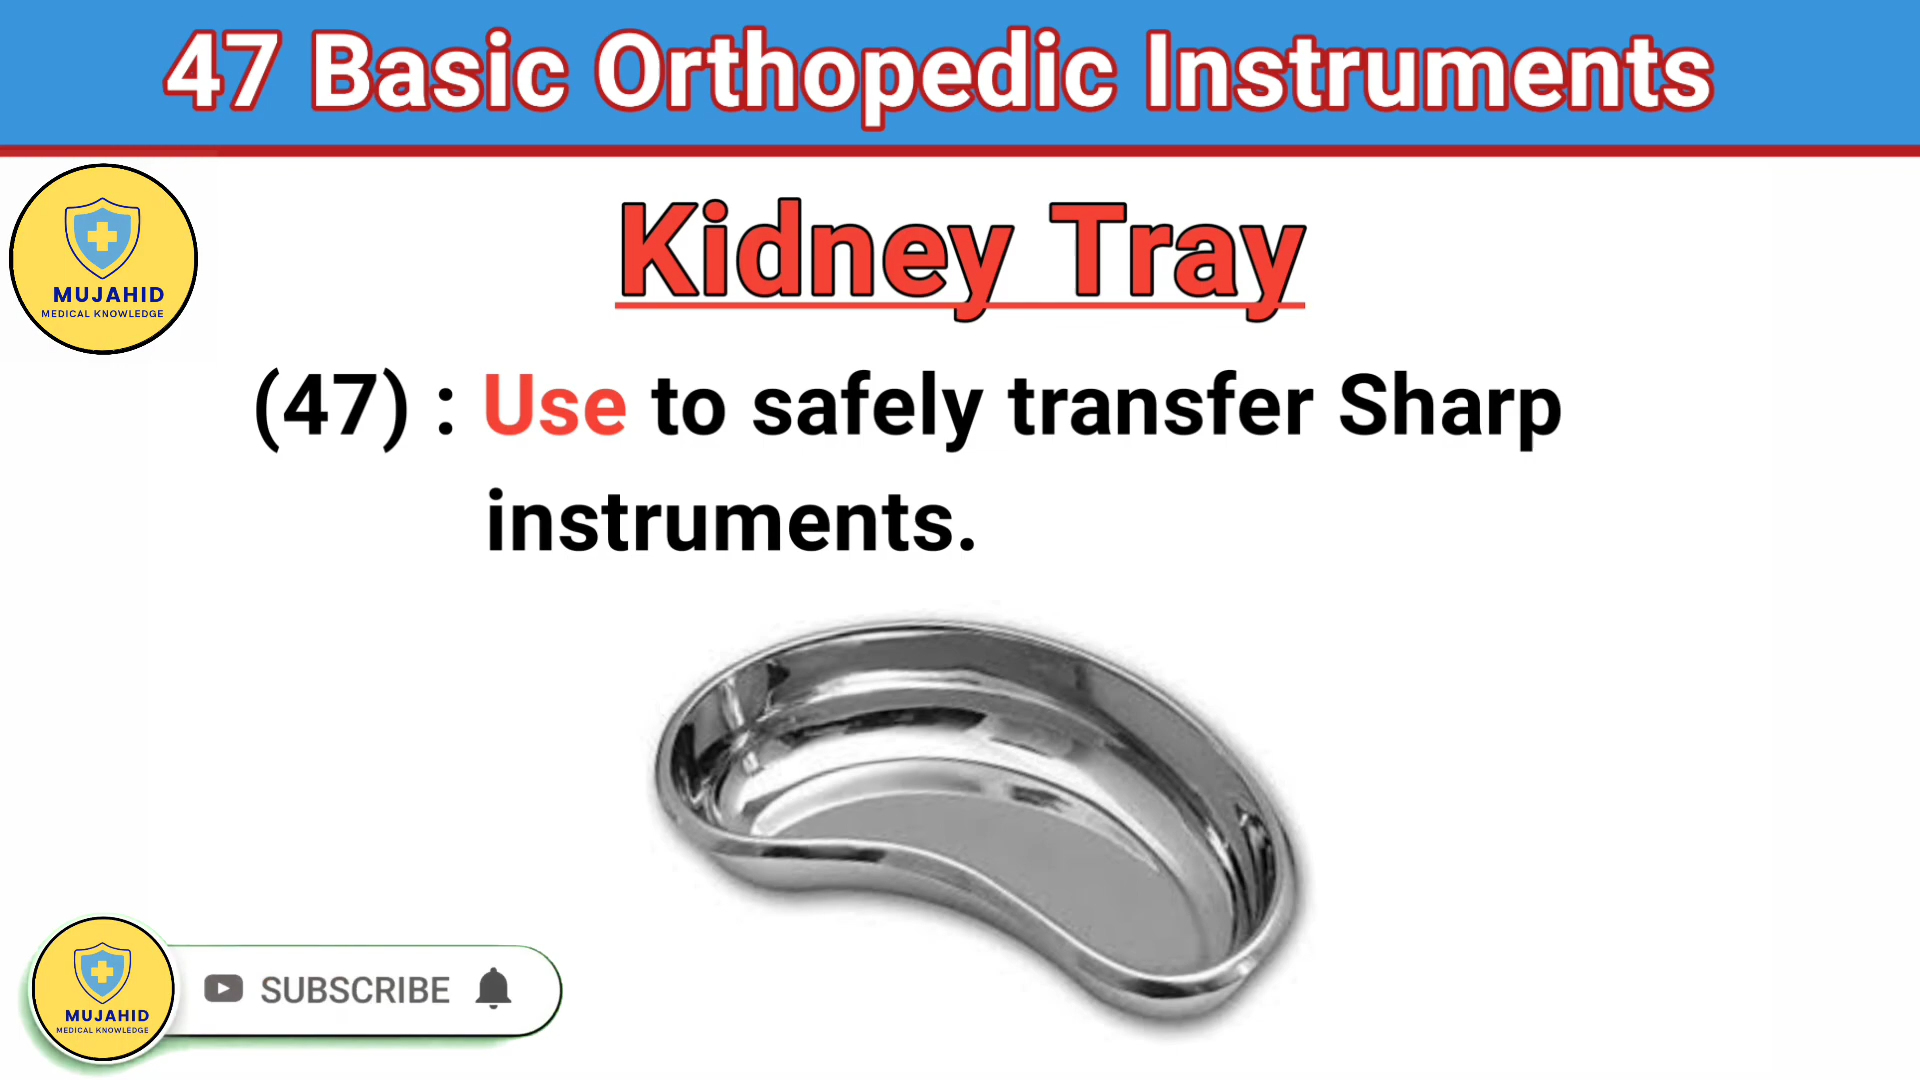 47 Basic Orthopedic Instruments
MUJAHID
MEDICAL KNOWLEDGE
Kidney Tray
(47) : Use to safely transfer Sharp
instruments.
MUJAHID
MEDICAL KNOWLEDGE
SUBSCRIBE